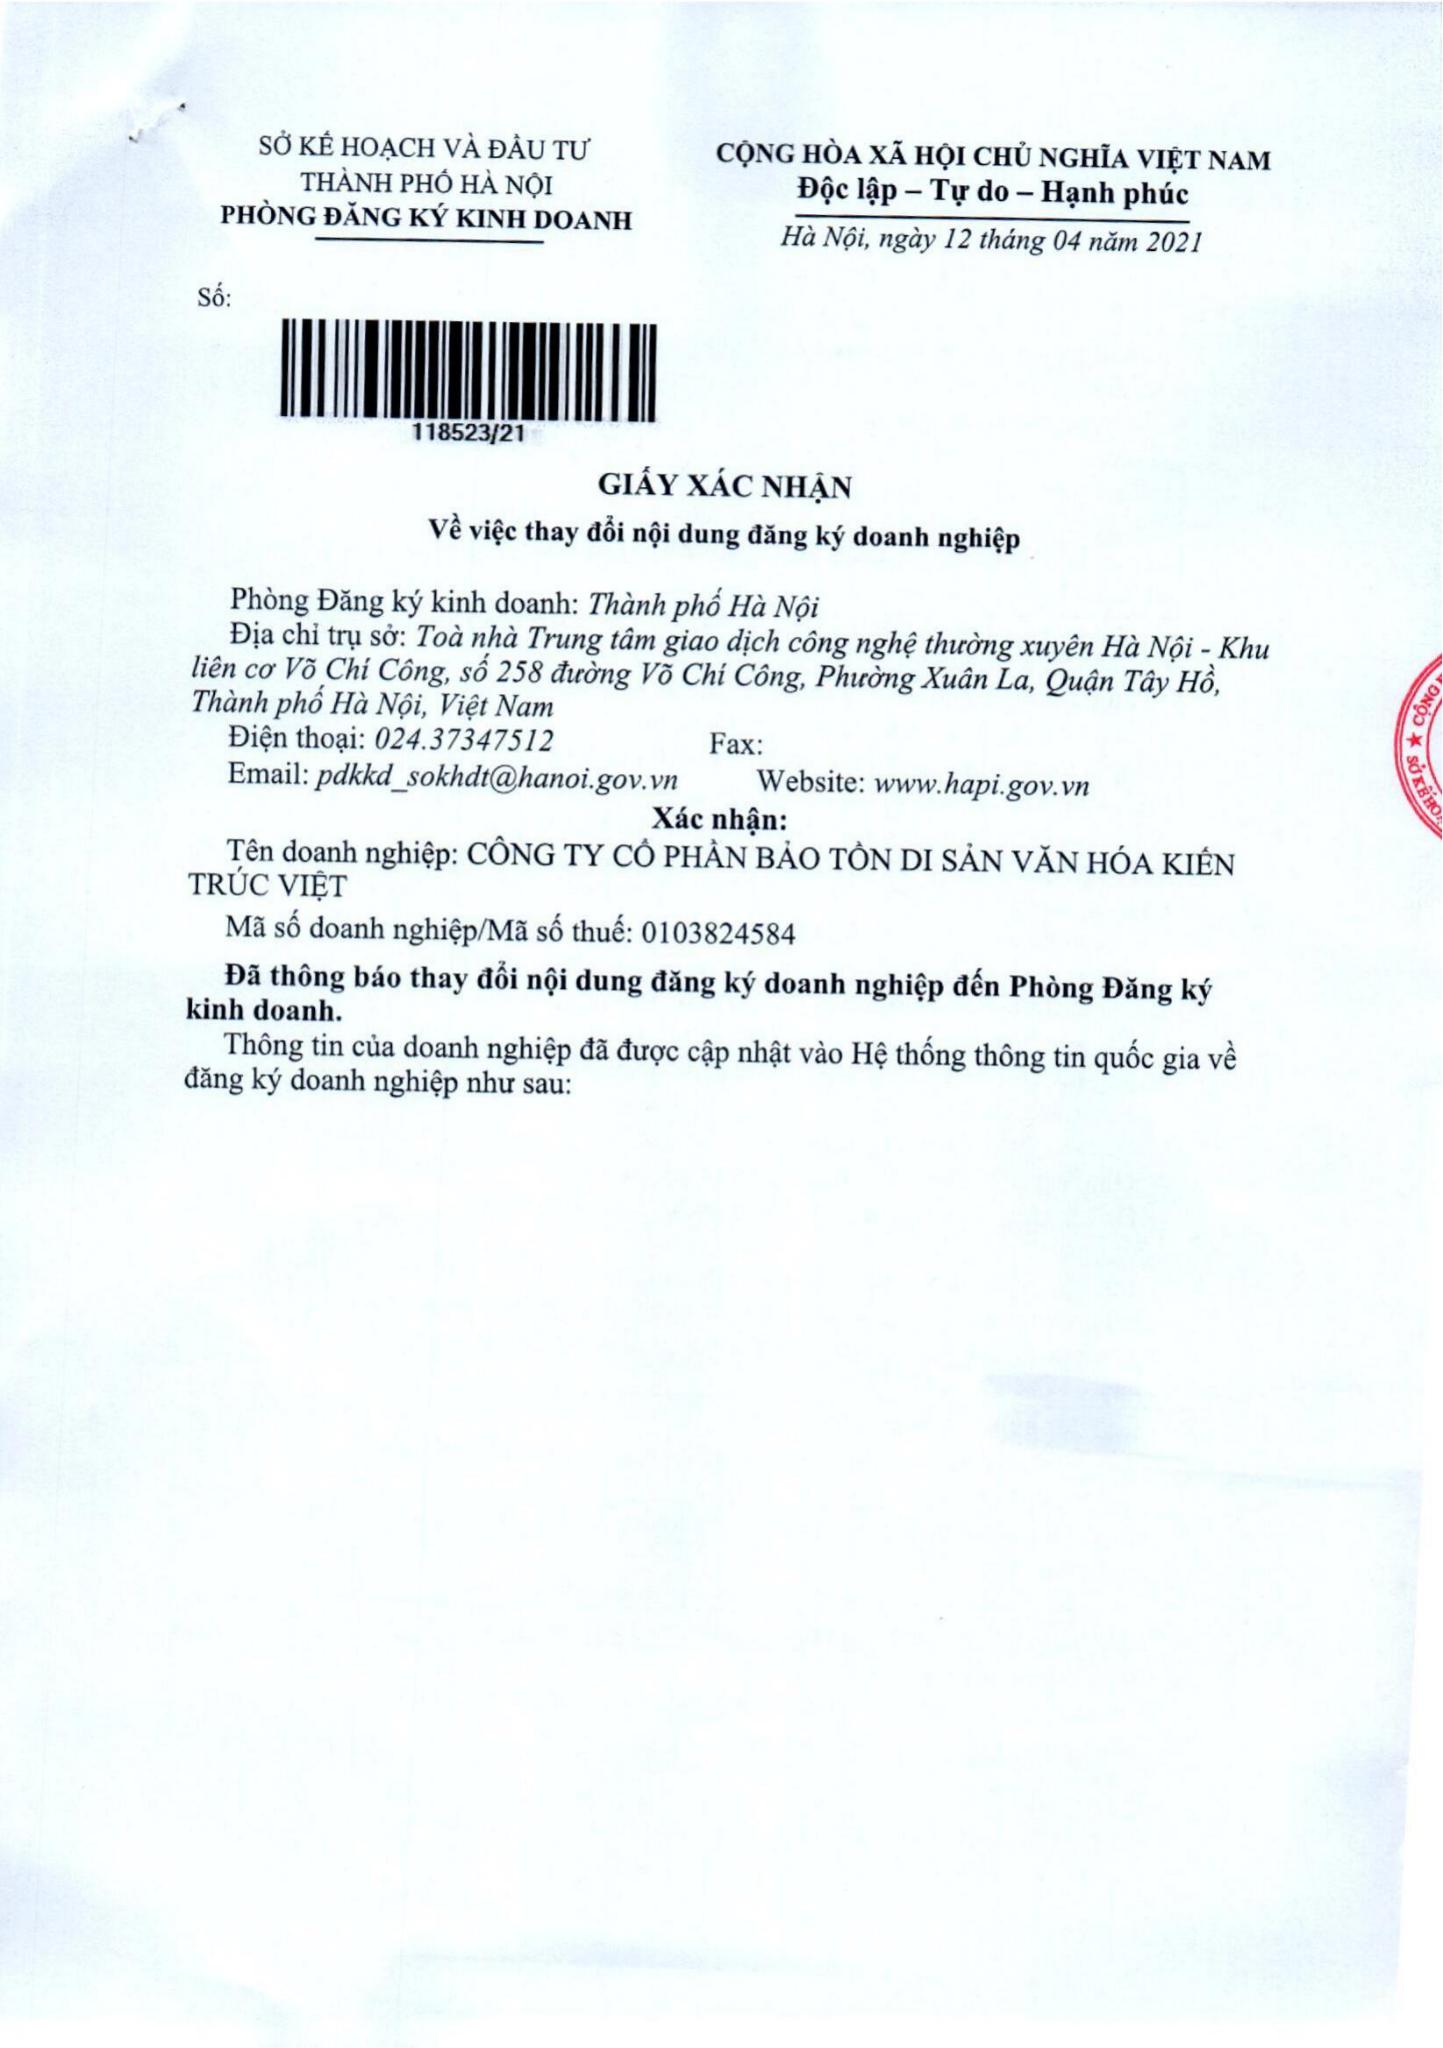 SỞ KẾ HOẠCH VÀ ĐẦU TƯ
THÀNH PHỐ HÀ NỘI
PHÒNG ĐĂNG KÝ KINH DOANH
CỘNG HÒA XÃ HỘI CHỦ NGHĨA VIỆT NAM
Độc lập – Tự do – Hạnh phúc
Hà Nội, ngày 12 tháng 04 năm 2021
Số:
118523/21
GIẤY XÁC NHẬN
Về việc thay đổi nội dung đăng ký doanh nghiệp
Phòng Đăng ký kinh doanh: Thành phố Hà Nội
Địa chỉ trụ sở: Toà nhà Trung tâm giao dịch công nghệ thường xuyên Hà Nội - Khu
liên cơ Võ Chí Công, số 258 đường Võ Chí Công, Phường Xuân La, Quận Tây Hồ,
Thành phố Hà Nội, Việt Nam
Điện thoại: 024.37347512 Fax:
Email: pdkkd_sokhdt@hanoi.gov.vn Website: www.hapi.gov.vn
Xác nhận:
Tên doanh nghiệp: CÔNG TY CỔ PHẦN BẢO TỒN DI SẢN VĂN HÓA KIẾN
TRÚC VIỆT
Mã số doanh nghiệp/Mã số thuế: 0103824584
Đã thông báo thay đổi nội dung đăng ký doanh nghiệp đến Phòng Đăng ký
kinh doanh.
Thông tin của doanh nghiệp đã được cập nhật vào Hệ thống thông tin quốc gia về
đăng ký doanh nghiệp như sau:
★ CỘNG
SỞ KẾ